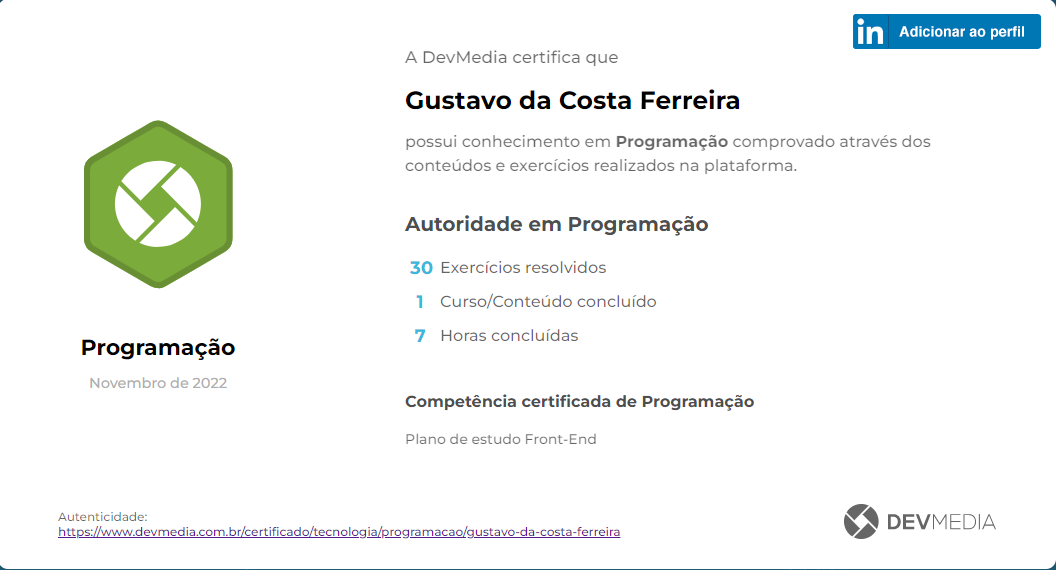 in Adicionar ao perfil
A DevMedia certifica que
Gustavo da Costa Ferreira
possui conhecimento em Programação comprovado através dos
conteúdos e exercícios realizados na plataforma.
Autoridade em Programação
30 Exercícios resolvidos
1 Curso/Conteúdo concluído
7 Horas concluídas
Programação
Novembro de 2022
Competência certificada de Programação
Plano de estudo Front-End
Autenticidade:
https://www.devmedia.com.br/certificado/tecnologia/programacao/gustavo-da-costa-ferreira
DEVMEDIA